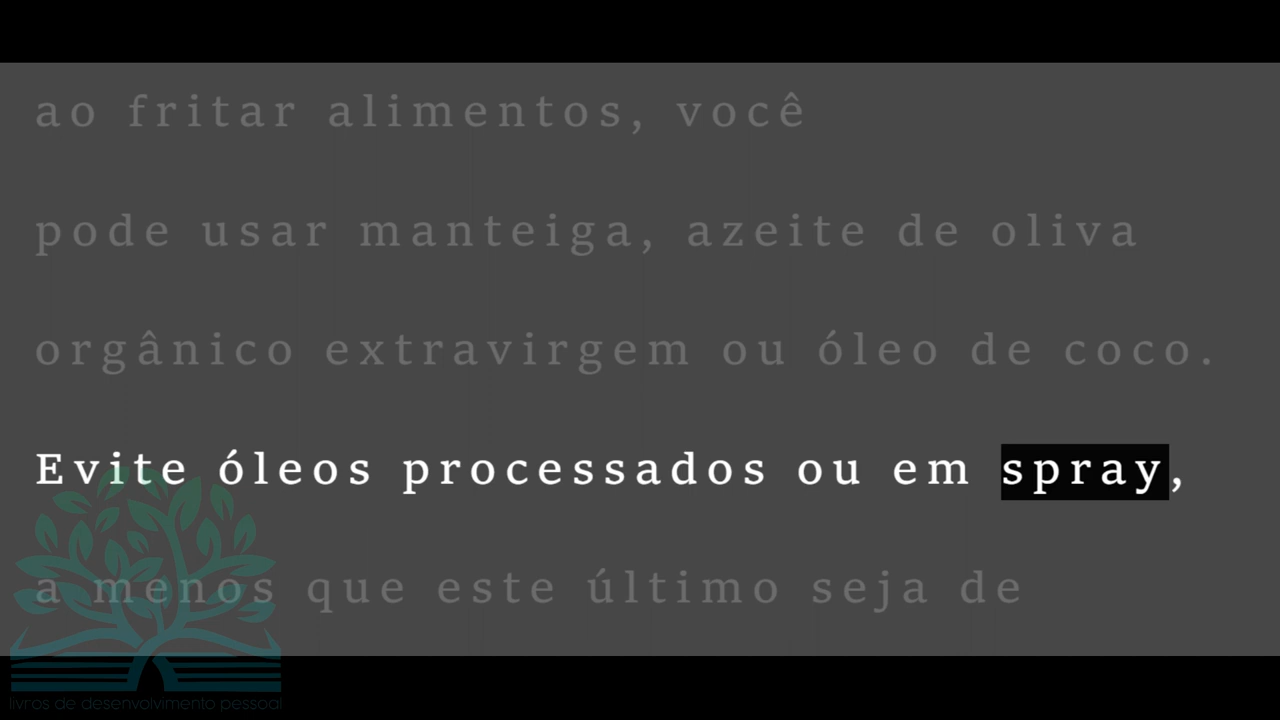 ao fritar alimentos, você
pode usar manteiga, azeite de oliva
orgânico extravirgem ou óleo de coco.
Evite óleos processados ou em spray,
a menos que este último seja de
livros de desenvolvimento pessoal